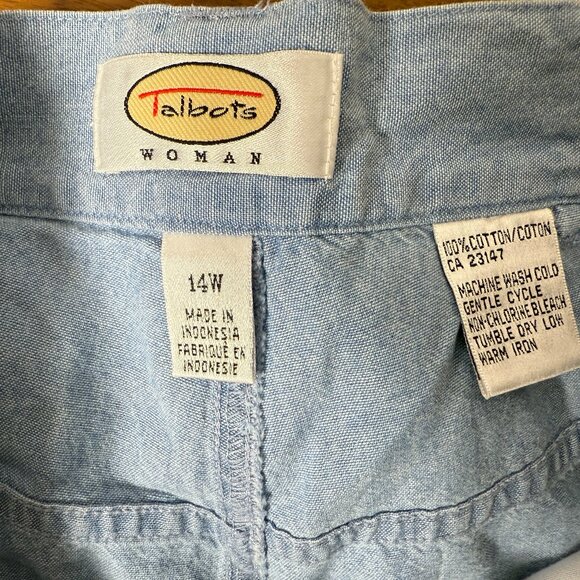 Talbots
WOMAN
14W
MADE IN
INDONESIA
FABRIQUÉ EN
INDONESIE
100% COTTON/COTON
CA 23147
MACHINE WASH COLD
GENTLE CYCLE
NON-CHLORINE BLEACH
TUMBLE DRY LOW
WARM IRON